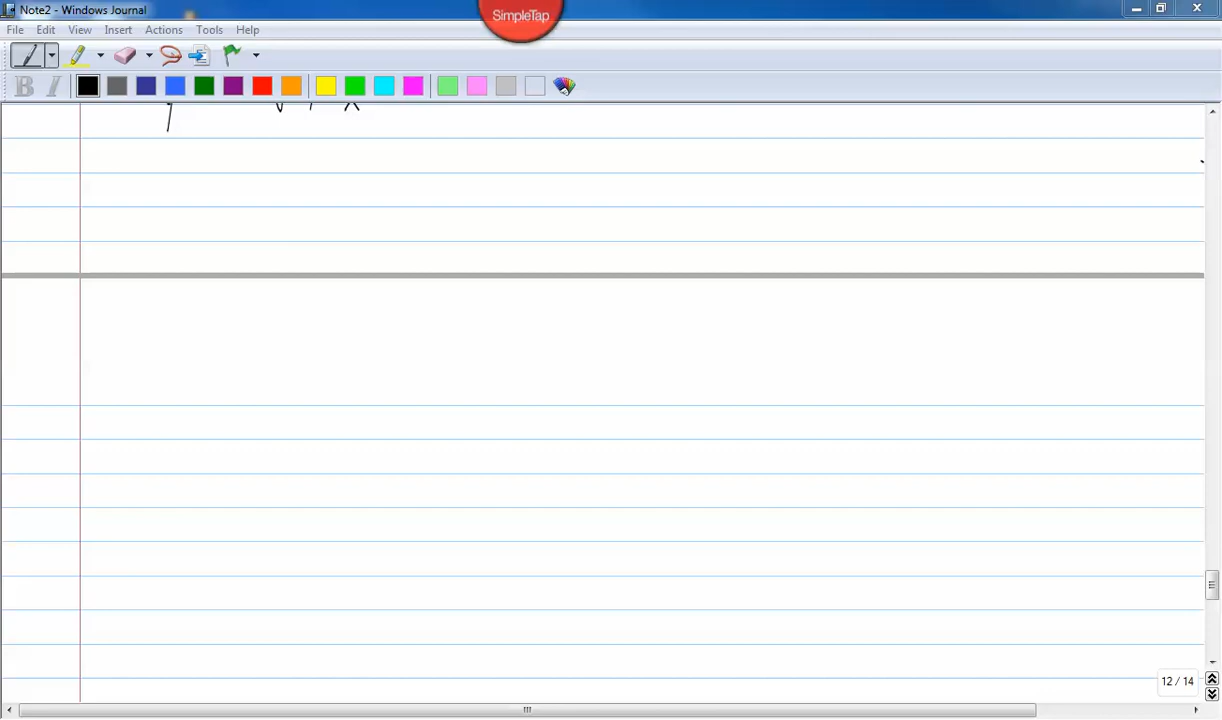 Note2 - Windows Journal
SimpleTap
File Edit View Insert Actions Tools Help
B I
12 / 14